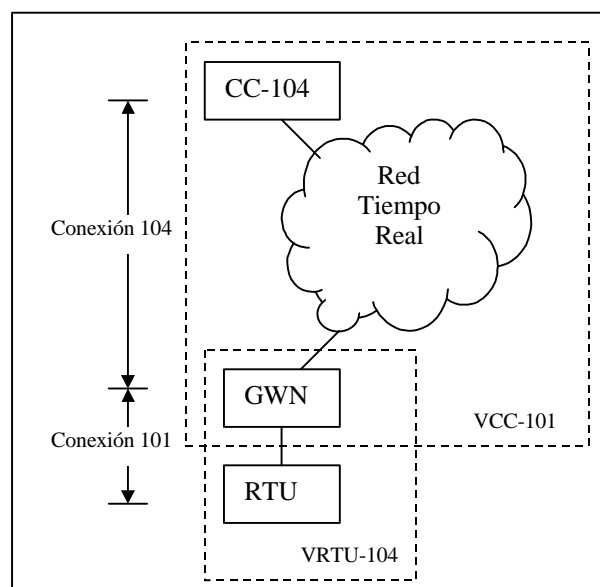 CC-104
Red
Tiempo
Real
Conexión 104
GWN
VCC-101
Conexión 101
RTU
VRTU-104